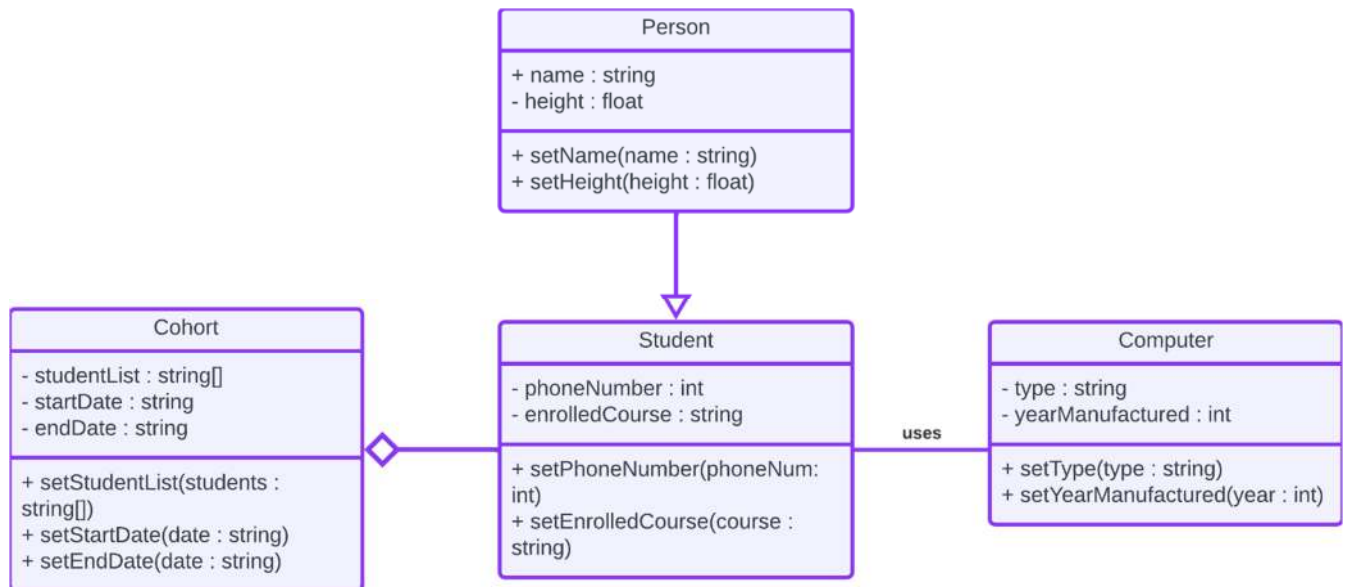 Person
+ name : string
- height : float
+ setName(name : string)
+ setHeight(height : float)
Cohort
- studentList : string[]
- startDate : string
- endDate : string
+ setStudentList(students :
string[])
+ setStartDate(date : string)
+ setEndDate(date : string)
Student
- phoneNumber : int
- enrolledCourse : string
+ setPhoneNumber(phoneNum:
int)
+ setEnrolledCourse(course :
string)
uses
Computer
- type : string
- yearManufactured : int
+ setType(type : string)
+ setYearManufactured(year : int)